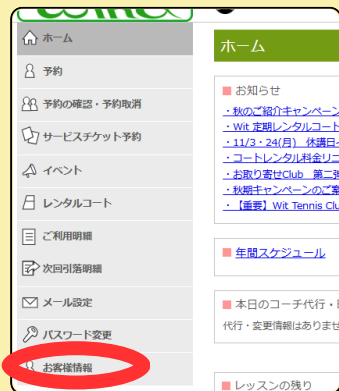 ホーム
予約
予約の確認・予約取消
サービスチケット予約
イベント
レンタルコート
ご利用明細
次回引落明細
メール設定
パスワード変更
お客様情報
ホーム
お知らせ
・秋のご紹介キャンペーン
・Wit 定期レンタルコート
・11/3・24(月) 休講日
・コートレンタル料金リニ
・お取り寄せClub 第二弾
・秋期キャンペーンのご案
・【重要】Wit Tennis Clu
年間スケジュール
本日のコーチ代行・
代行・変更情報はありませ
レッスンの残り